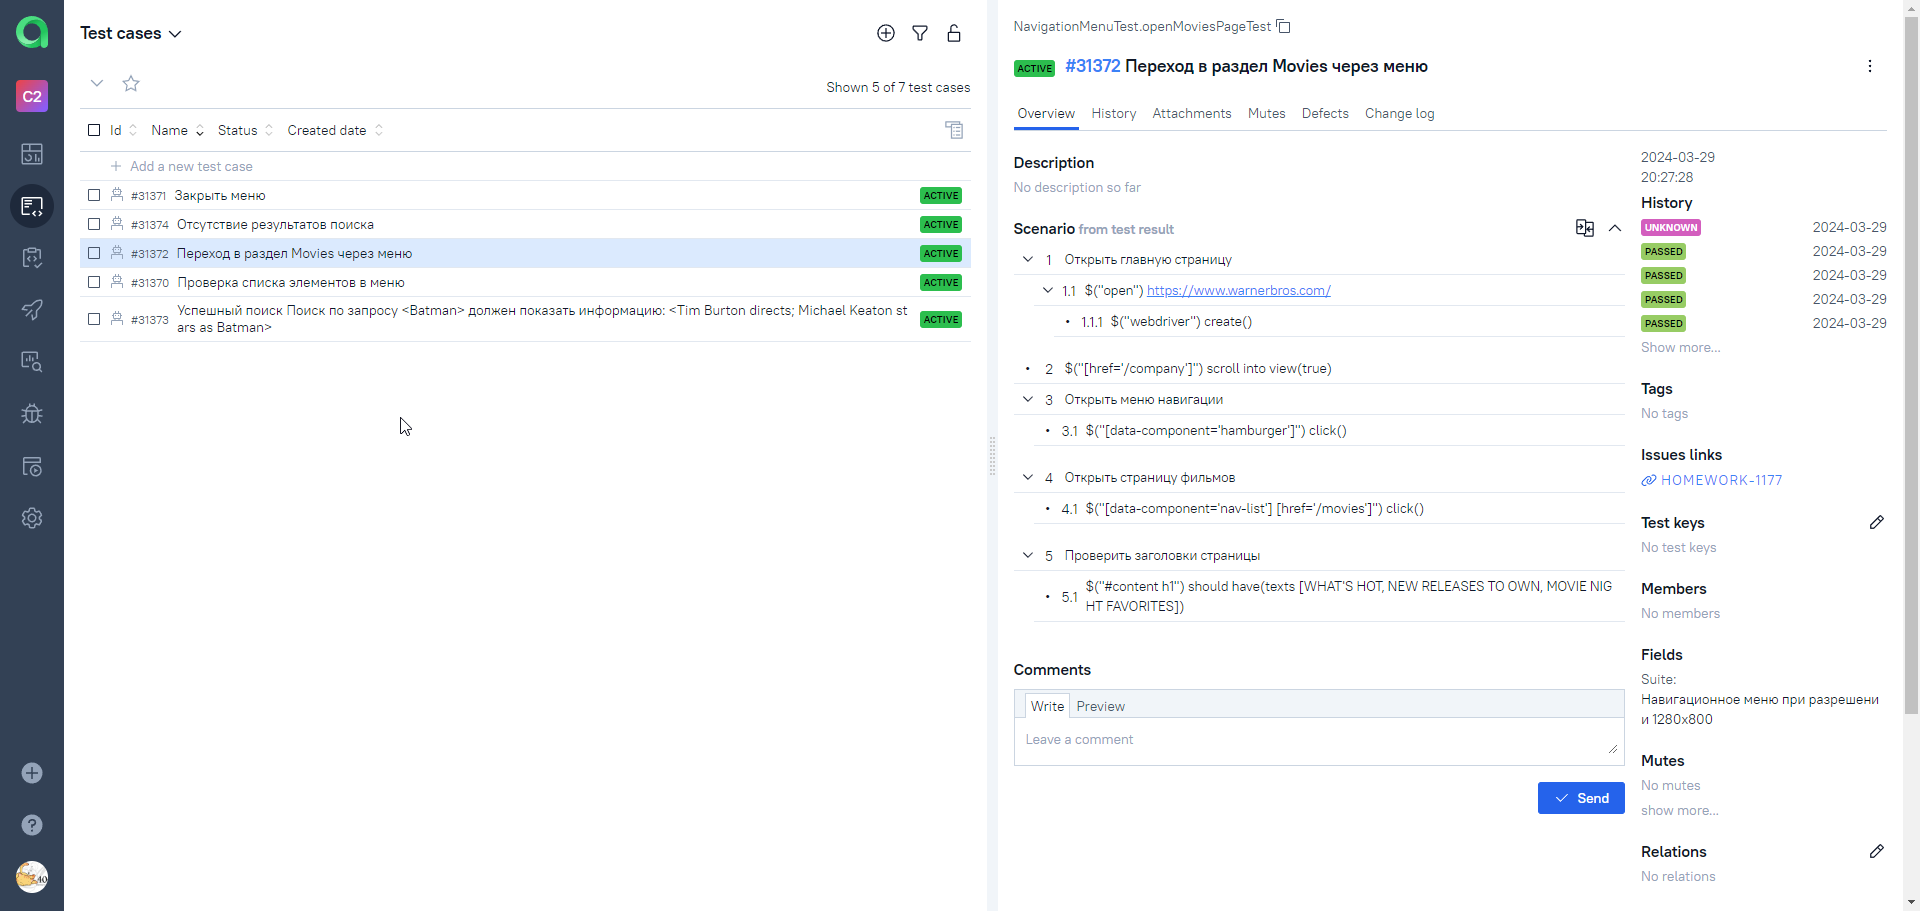 C2
Test cases
Shown 5 of 7 test cases
Id Name Status Created date
Add a new test case
#31371 Закрыть меню ACTIVE
#31374 Отсутствие результатов поиска ACTIVE
#31372 Переход в раздел Movies через меню ACTIVE
#31370 Проверка списка элементов в меню ACTIVE
#31373 Успешный поиск Поиск по запросу <Batman> должен показать информацию: <Tim Burton directs; Michael Keaton st
ars as Batman> ACTIVE
NavigationMenuTest.openMoviesPageTest
ACTIVE #31372 Переход в раздел Movies через меню
Overview History Attachments Mutes Defects Change log
Description
No description so far
Scenario from test result
1 Открыть главную страницу
1.1 $("open") https://www.warnerbros.com/
1.1.1 $("webdriver") create()
2 $("[href='/company']") scroll into view(true)
3 Открыть меню навигации
3.1 $("[data-component='hamburger']") click()
4 Открыть страницу фильмов
4.1 $("[data-component='nav-list'] [href='/movies']") click()
5 Проверить заголовки страницы
5.1 $("#content h1") should have(texts [WHAT'S HOT, NEW RELEASES TO OWN, MOVIE NIG
HT FAVORITES])
Comments
Write Preview
Leave a comment
Send
2024-03-29
20:27:28
History
UNKNOWN 2024-03-29
PASSED 2024-03-29
PASSED 2024-03-29
PASSED 2024-03-29
PASSED 2024-03-29
Show more...
Tags
No tags
Issues links
HOMEWORK-1177
Test keys
No test keys
Members
No members
Fields
Suite:
Навигационное меню при разрешени
и 1280x800
Mutes
No mutes
show more...
Relations
No relations